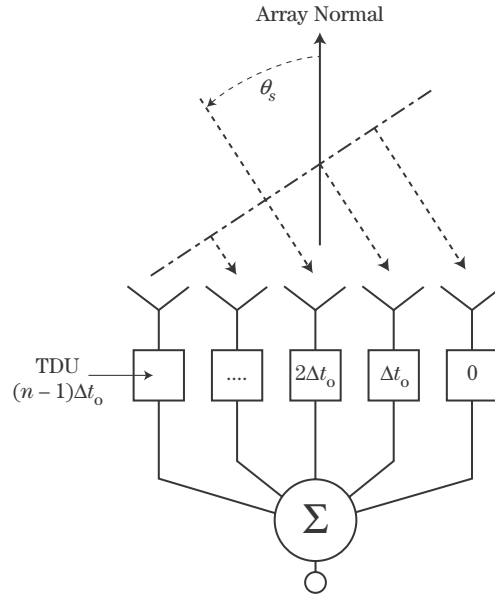 Array Normal
θs
TDU
(n − 1)Δto
....
2Δto
Δto
0
Σ